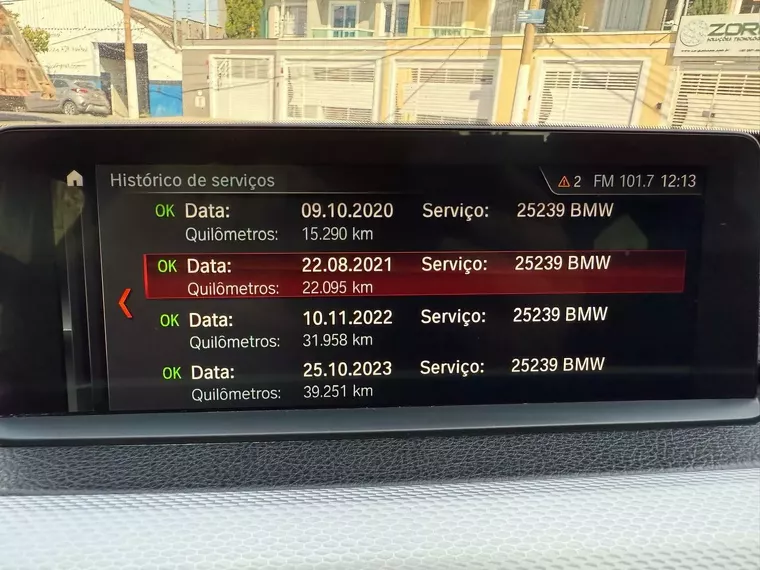 ZOR
SOLUÇÕES
Histórico de serviços
2 FM 101.7 12:13
OK Data: 09.10.2020 Serviço: 25239 BMW
Quilômetros: 15.290 km
OK Data: 22.08.2021 Serviço: 25239 BMW
Quilômetros: 22.095 km
OK Data: 10.11.2022 Serviço: 25239 BMW
Quilômetros: 31.958 km
OK Data: 25.10.2023 Serviço: 25239 BMW
Quilômetros: 39.251 km